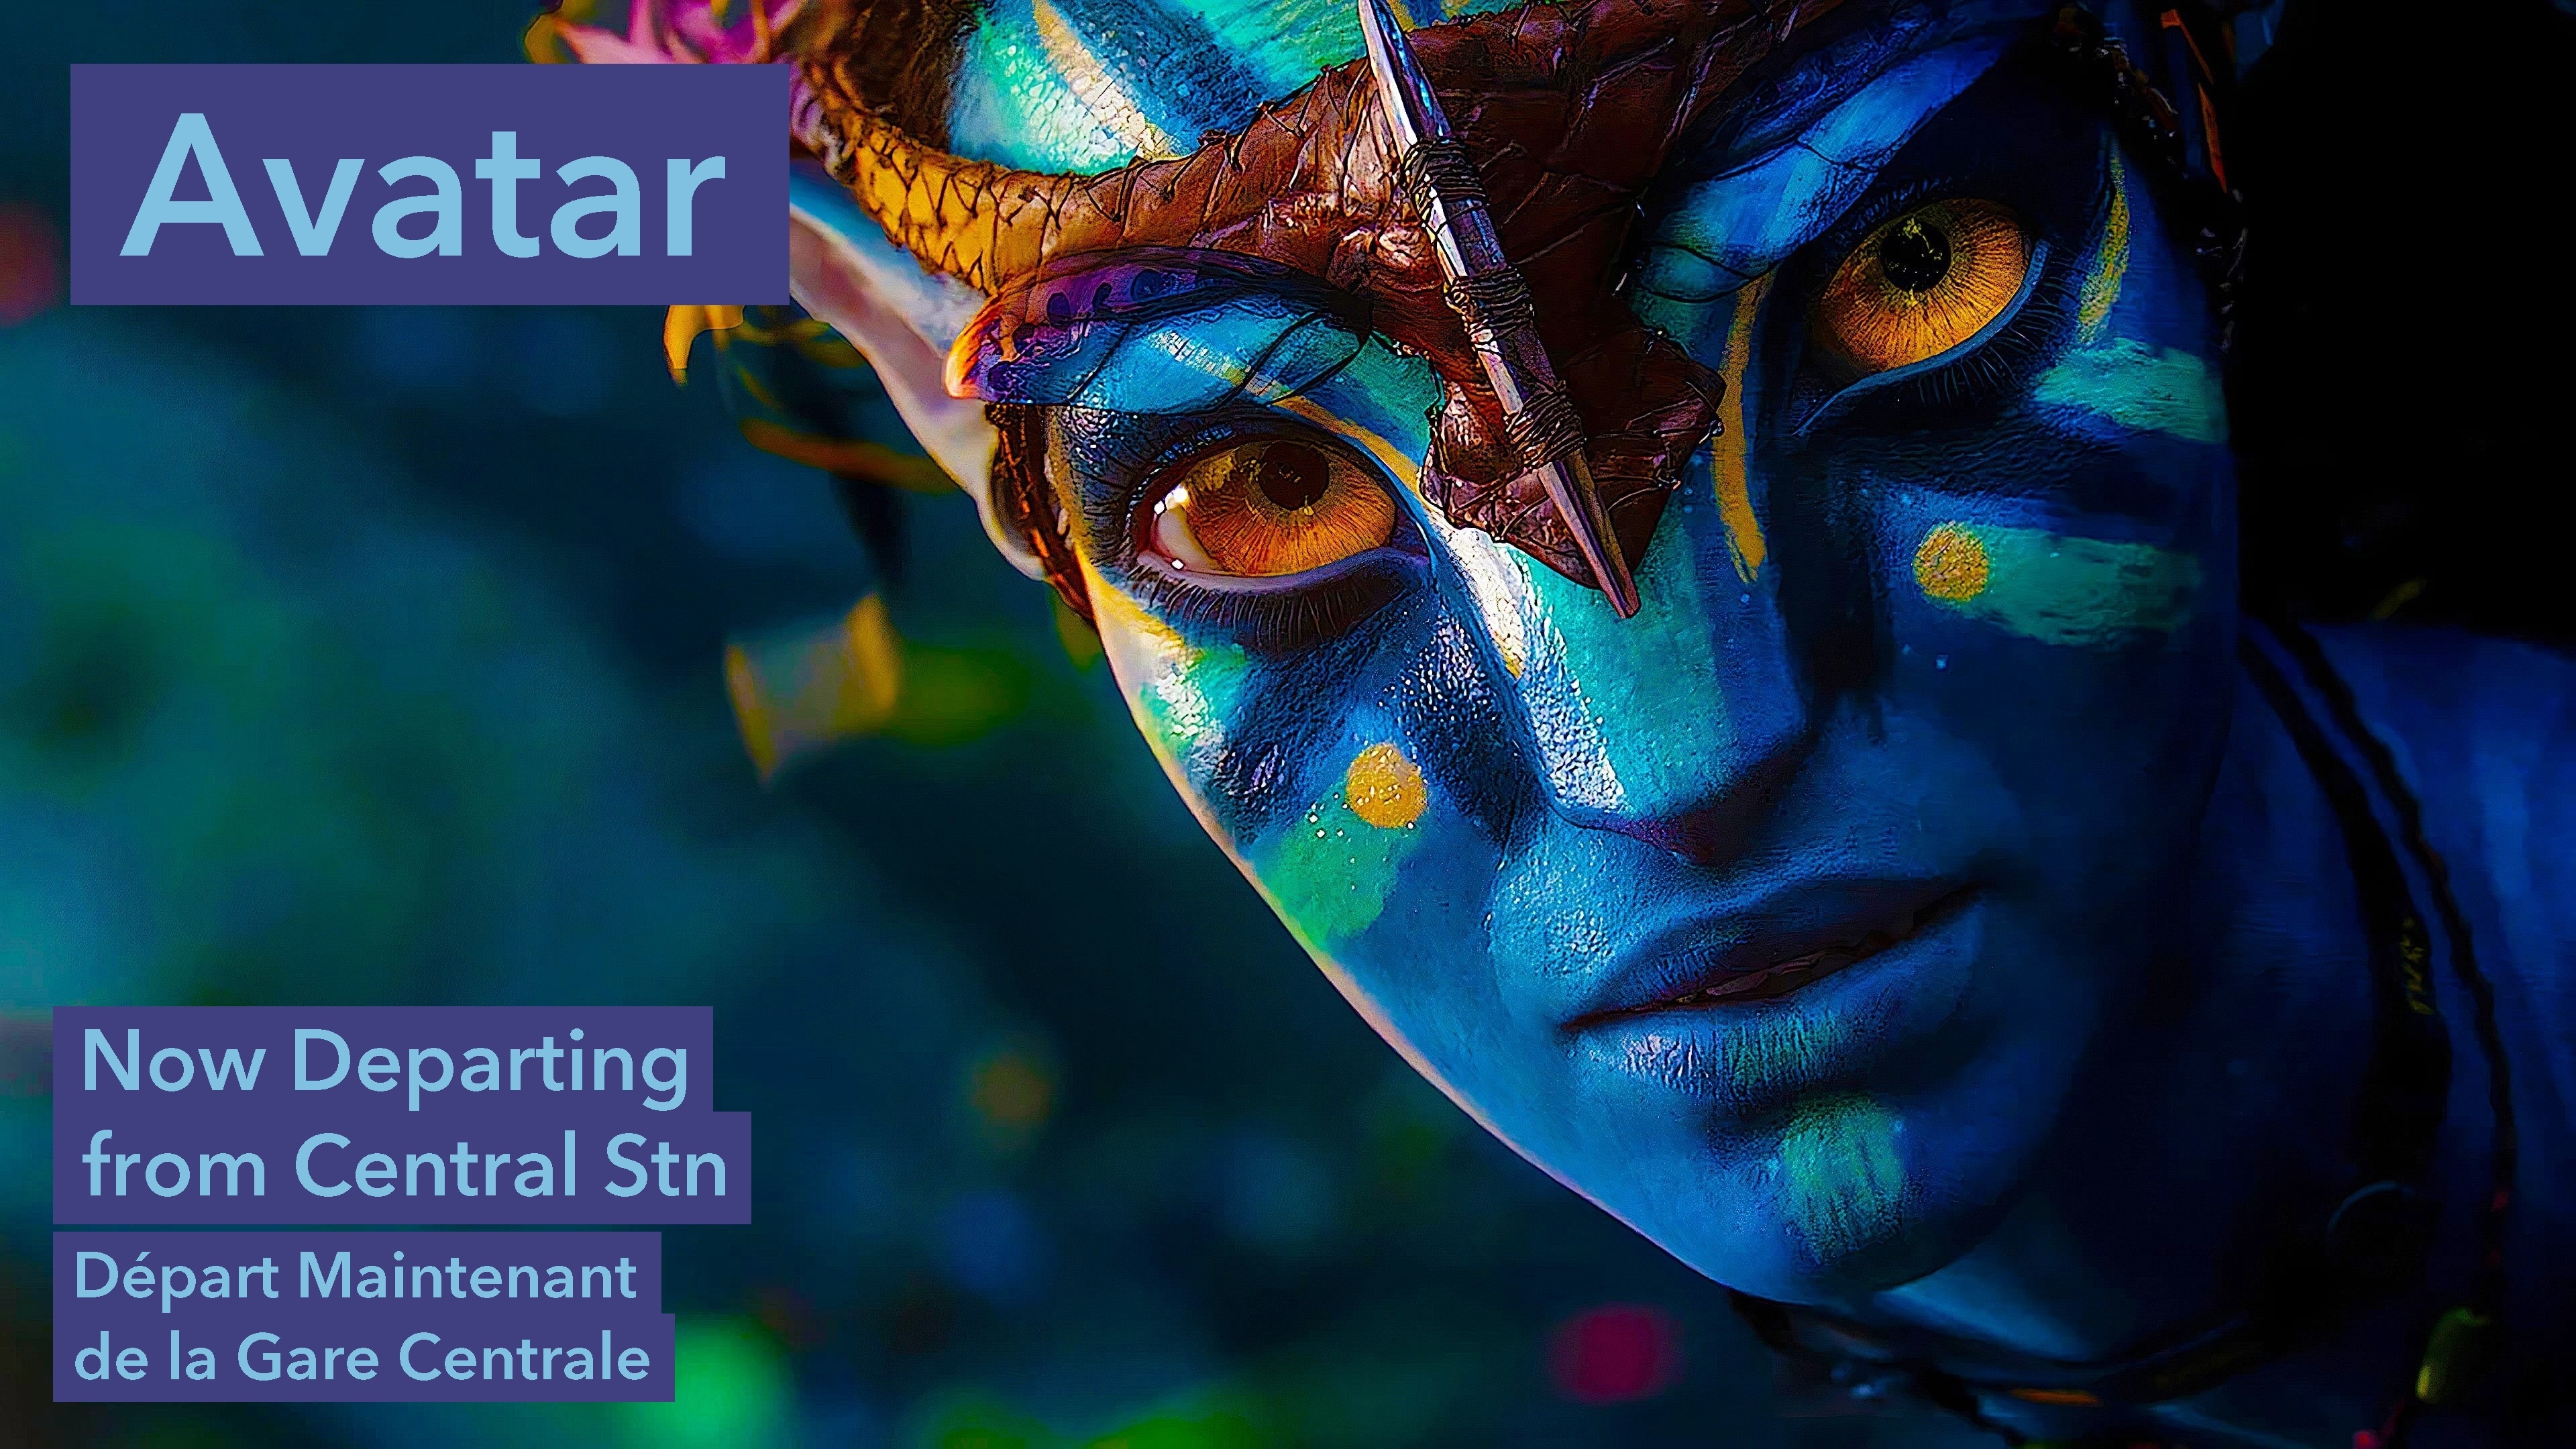 Avatar
Now Departing
from Central Stn
Départ Maintenant
de la Gare Centrale